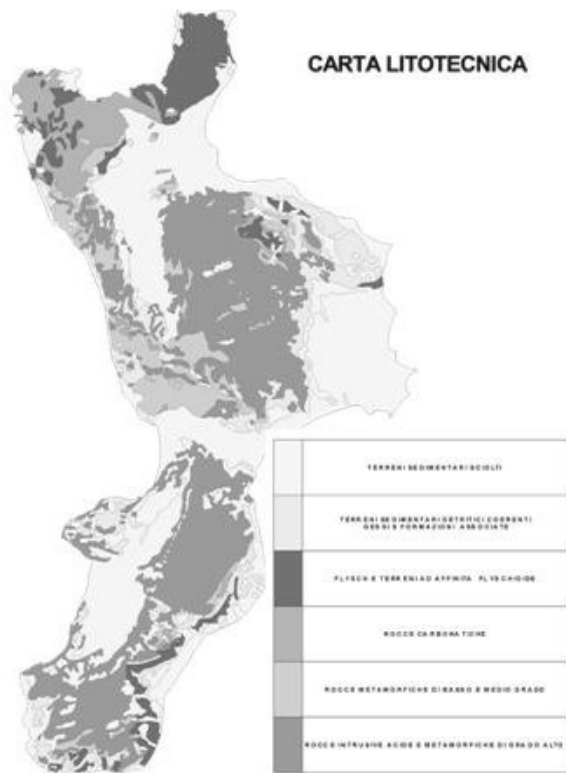 CARTA LITOTECNICA
TERRENI SEDIMENTARI SCIOLTI
TERRENI SEDIMENTARI DETRITICI COERENTI
GESSI E FORMAZIONI ASSOCIATE
FLYSCH E TERRENI AD AFFINITA FLYSCHOIDE
ROCCE CARBONATICHE
ROCCE METAMORFICHE DI BASSO E MEDIO GRADO
ROCCE INTRUSIVE ACIDE E METAMORFICHE DI GRADO ALTO